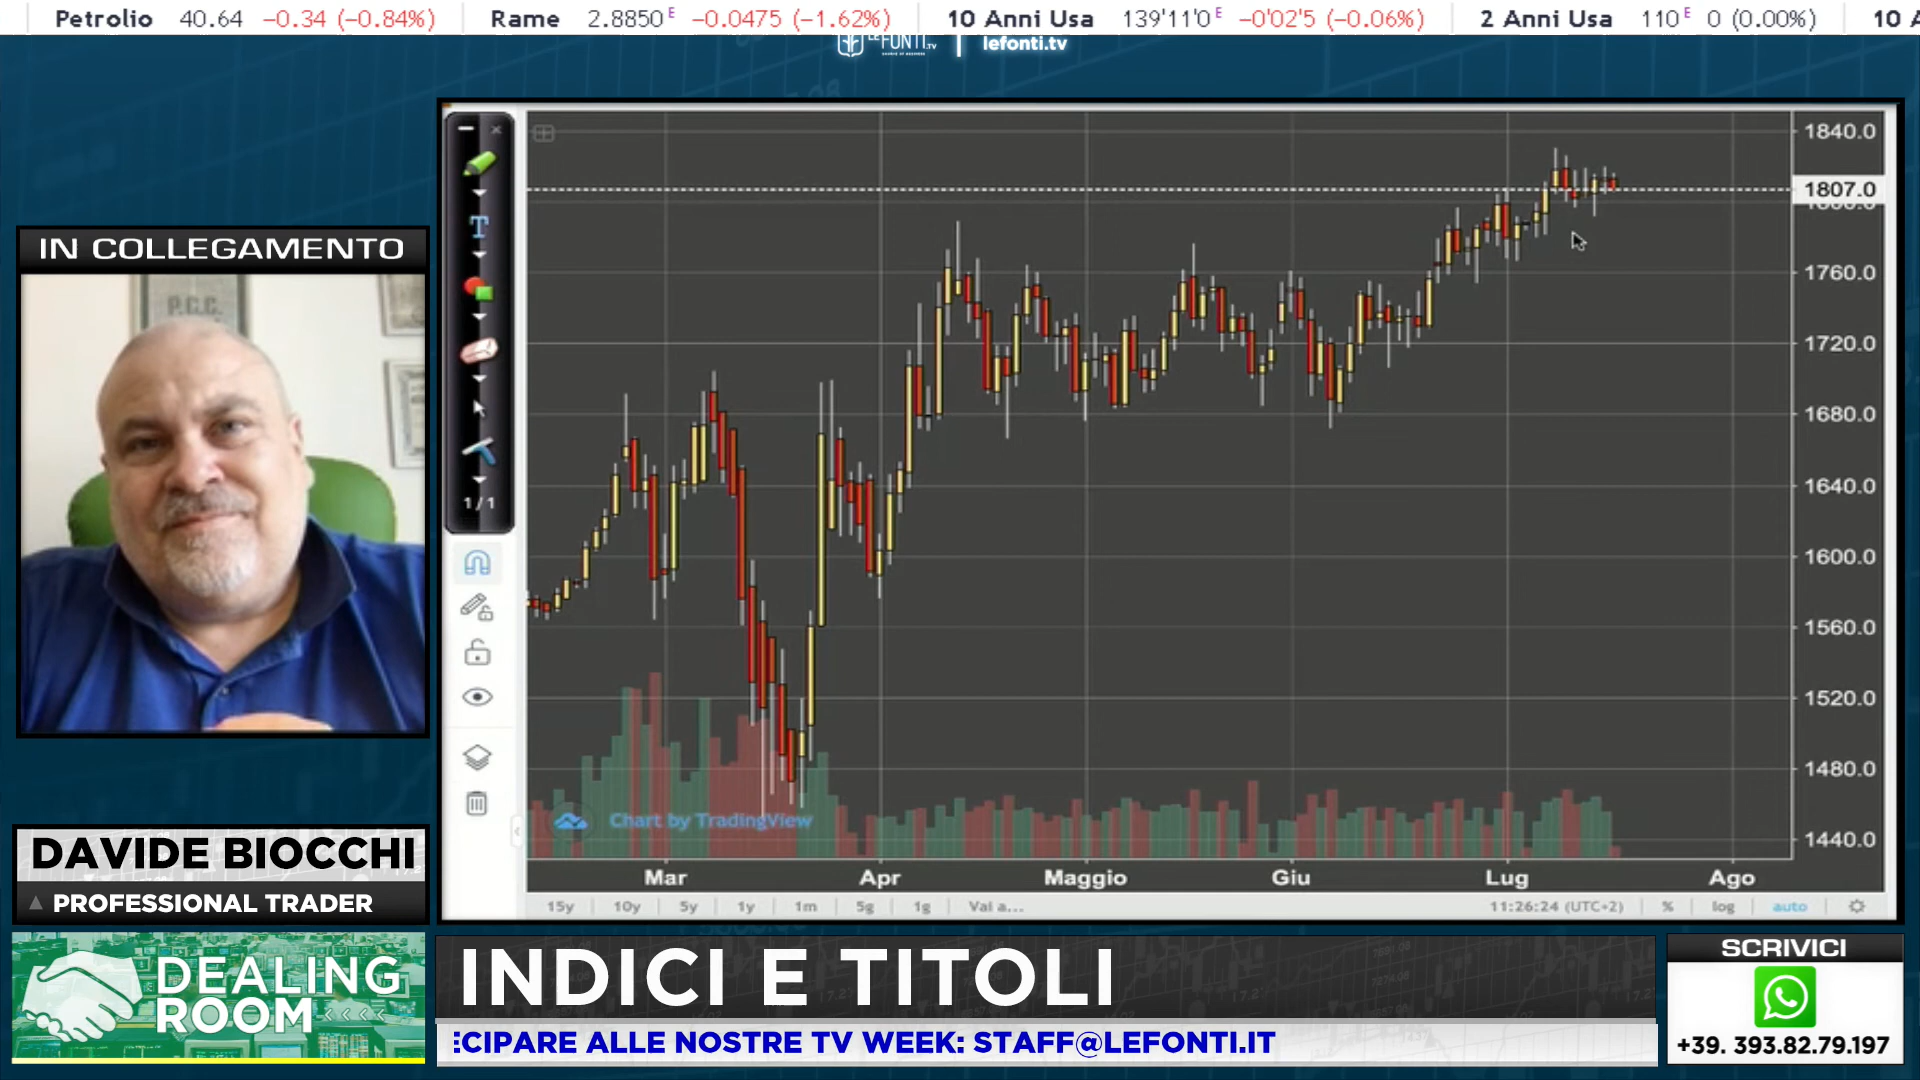 Petrolio 40.64 −0.34 (−0.84%) Rame 2.8850 E −0.0475 (−1.62%) 10 Anni Usa 139'11'0 E −0'02'5 (−0.06%) 2 Anni Usa 110 E 0 (0.00%) 10
LEFONTI.TV | lefonti.tv
IN COLLEGAMENTO
P.C.C.
T
1/1
1840.0
1807.0
1760.0
1720.0
1680.0
1640.0
1600.0
1560.0
1520.0
1480.0
1440.0
Chart by TradingView
Mar Apr Maggio Giu Lug Ago
15y 10y 5y 1y 1m 5g 1g Vai a... 11:26:24 (UTC+2) % log auto
DAVIDE BIOCCHI
PROFESSIONAL TRADER
DEALING
ROOM
INDICI E TITOLI
ECIPARE ALLE NOSTRE TV WEEK: STAFF@LEFONTI.IT
SCRIVICI
+39. 393.82.79.197